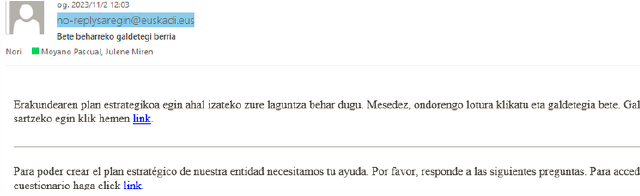 og. 2023/11/2 12:03
no-replysaregin@euskadi.eus
Bete beharreko galdetegi berria
Nori Moyano Pascual, Julene Miren
Erakundearen plan estrategikoa egin ahal izateko zure laguntza behar dugu. Mesedez, ondorengo lotura klikatu eta galdetegia bete. Gal
sartzeko egin klik hemen link.
Para poder crear el plan estratégico de nuestra entidad necesitamos tu ayuda. Por favor, responde a las siguientes preguntas. Para acced
cuestionario haga click link.